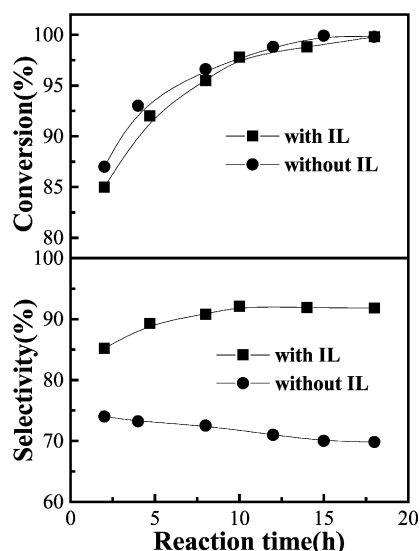 100
95
90
85
80
Conversion(%)
with IL
without IL
100
90
80
70
60
Selectivity(%)
with IL
without IL
0 5 10 15 20
Reaction time(h)